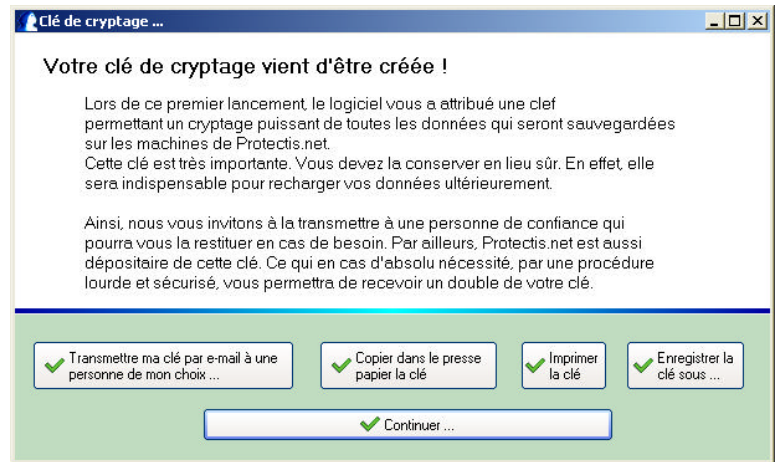 Clé de cryptage ...
Votre clé de cryptage vient d'être créée !
Lors de ce premier lancement, le logiciel vous a attribué une clef
permettant un cryptage puissant de toutes les données qui seront sauvegardées
sur les machines de Protectis.net.
Cette clé est très importante. Vous devez la conserver en lieu sûr. En effet, elle
sera indispensable pour recharger vos données ultérieurement.
Ainsi, nous vous invitons à la transmettre à une personne de confiance qui
pourra vous la restituer en cas de besoin. Par ailleurs, Protectis.net est aussi
dépositaire de cette clé. Ce qui en cas d'absolu nécessité, par une procédure
lourde et sécurisé, vous permettra de recevoir un double de votre clé.
Transmettre ma clé par e-mail à une
personne de mon choix ...
Copier dans le presse
papier la clé
Imprimer
la clé
Enregistrer la
clé sous ...
Continuer ...